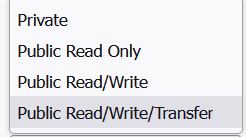 Private
Public Read Only
Public Read/Write
Public Read/Write/Transfer